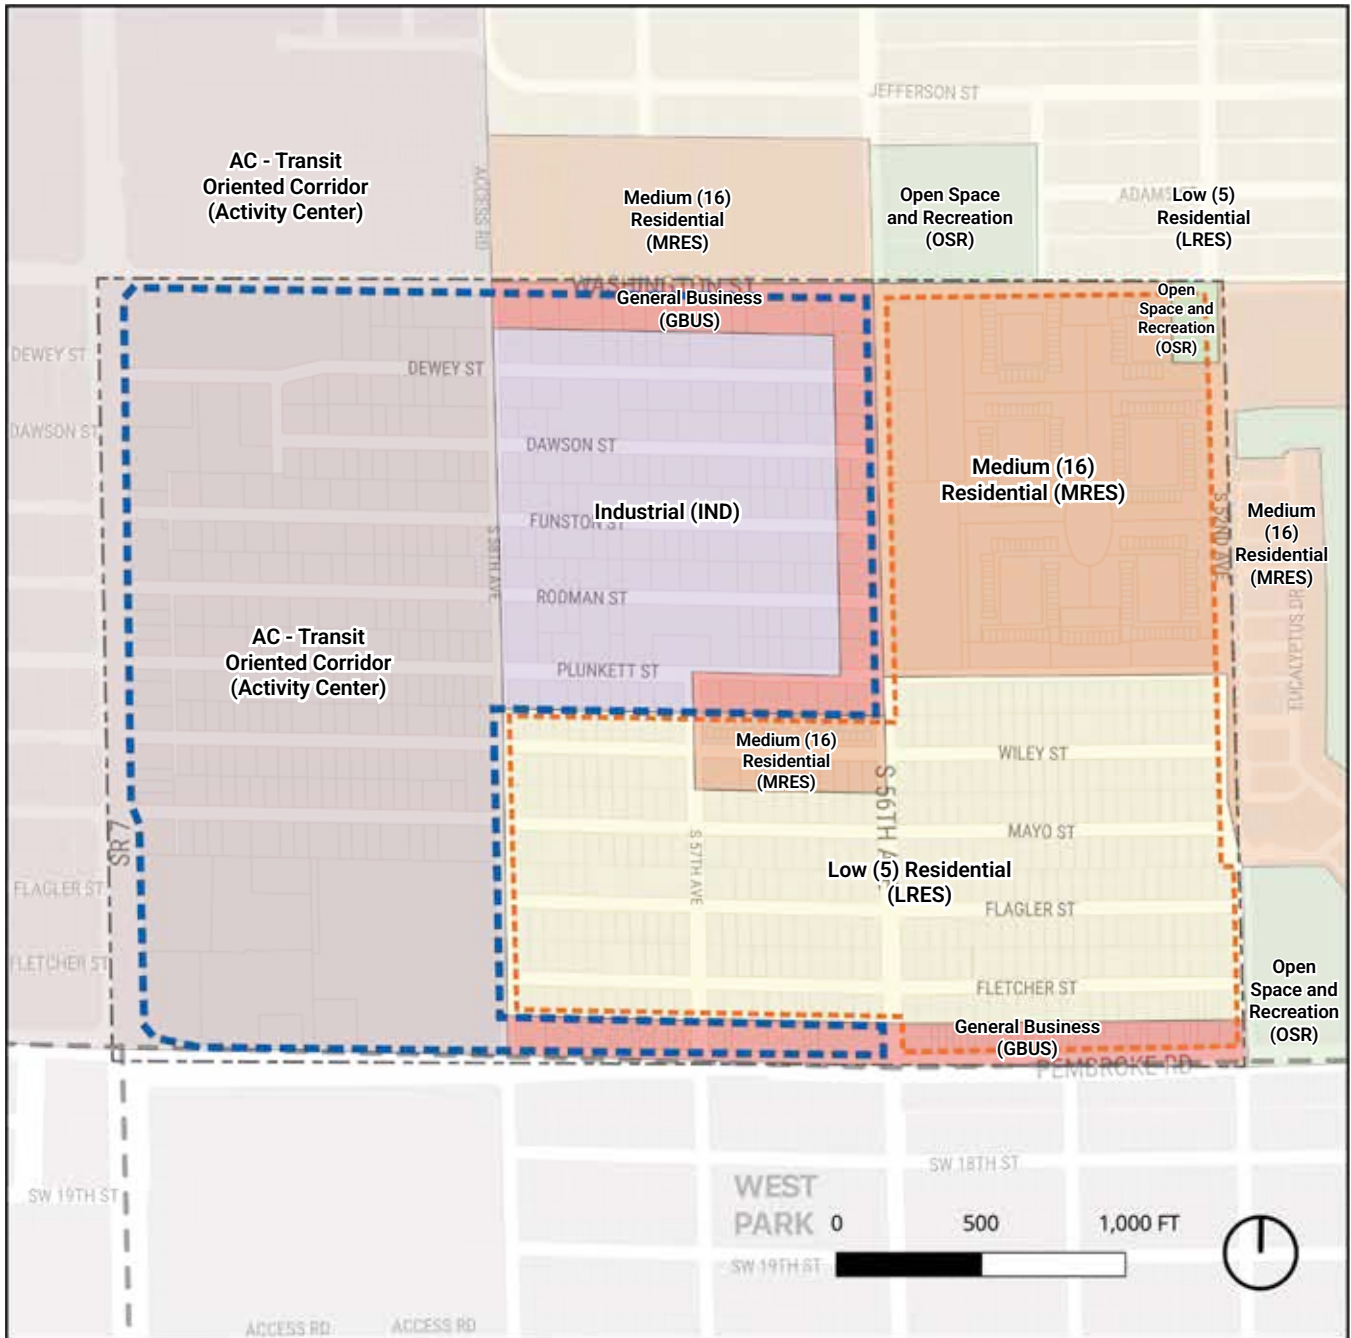 JEFFERSON ST
AC - Transit
Oriented Corridor
(Activity Center)
ACCESS RD
Medium (16)
Residential
(MRES)
Open Space
and Recreation
(OSR)
ADAMS ST
Low (5)
Residential
(LRES)
WASHINGTON ST
General Business
(GBUS)
Open
Space and
Recreation
(OSR)
DEWEY ST
DEWEY ST
DAWSON ST
DAWSON ST
Medium (16)
Residential (MRES)
Industrial (IND)
FUNSTON ST
S 58TH AVE
S 52ND AVE
Medium
(16)
Residential
(MRES)
RODMAN ST
EUCALYPTUS DR
AC - Transit
Oriented Corridor
(Activity Center)
PLUNKETT ST
Medium (16)
Residential
(MRES)
WILEY ST
S 56TH A
MAYO ST
SR 7
S 57TH AVE
Low (5) Residential
(LRES)
FLAGLER ST
FLAGLER ST
FLETCHER ST
FLETCHER ST
Open
Space and
Recreation
(OSR)
General Business
(GBUS)
PEMBROKE RD
SW 18TH ST
WEST
PARK
SW 19TH ST
0 500 1,000 FT
SW 19TH ST
ACCESS RD
ACCESS RD